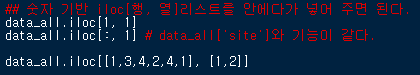 ## 숫자 기반 iloc[행, 열]리스트를 안에다가 넣어 주면 된다.
data_all.iloc[1, 1]
data_all.iloc[:, 1] # data_all['site']와 기능이 같다.
data_all.iloc[[1,3,4,2,4,1], [1,2]]